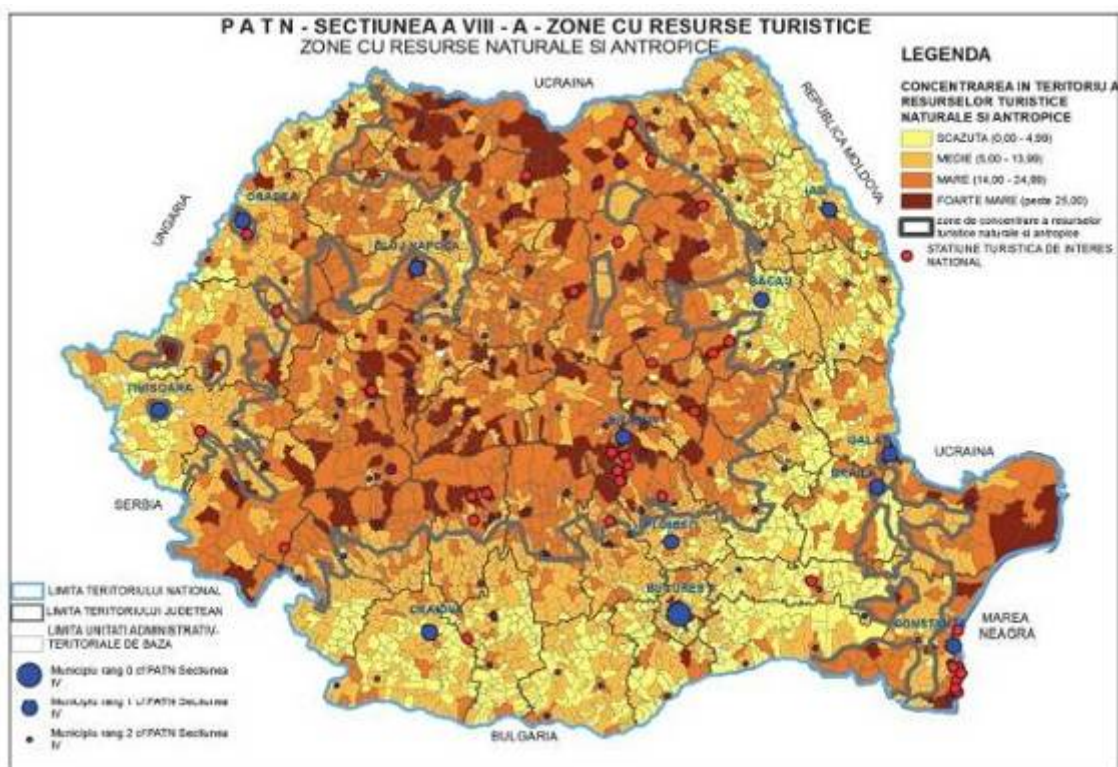 P A T N - SECTIUNEA A VIII - A - ZONE CU RESURSE TURISTICE
ZONE CU RESURSE NATURALE SI ANTROPICE
LEGENDA
CONCENTRAREA IN TERITORIU A
RESURSELOR TURISTICE
NATURALE SI ANTROPICE
SCAZUTA (0,00 - 4,99)
MEDIE (5,00 - 13,99)
MARE (14,00 - 24,99)
FOARTE MARE (peste 25,00)
zone de concentrare a resurselor
turistice naturale si antropice
STATIUNE TURISTICA DE INTERES
NATIONAL
UCRAINA
REPUBLICA MOLDOVA
UNGARIA
ORADEA
IASI
CLUJ NAPOCA
BACAU
TIMISOARA
GALATI
UCRAINA
BRAILA
SERBIA
PLOIESTI
BUCURESTI
CRAIOVA
CONSTANTA
MAREA
NEAGRA
BULGARIA
LIMITA TERITORIULUI NATIONAL
LIMITA TERITORIULUI JUDETEAN
LIMITA UNITATI ADMINISTRATIV-
TERITORIALE DE BAZA
Municipiu rang 0 cf PATN Sectiunea
IV
Municipiu rang 1 cf PATN Sectiunea
IV
Municipiu rang 2 cf PATN Sectiunea
IV